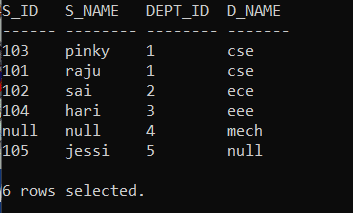 S_ID S_NAME DEPT_ID D_NAME
------ -------- -------- -------
103 pinky 1 cse
101 raju 1 cse
102 sai 2 ece
104 hari 3 eee
null null 4 mech
105 jessi 5 null
6 rows selected.